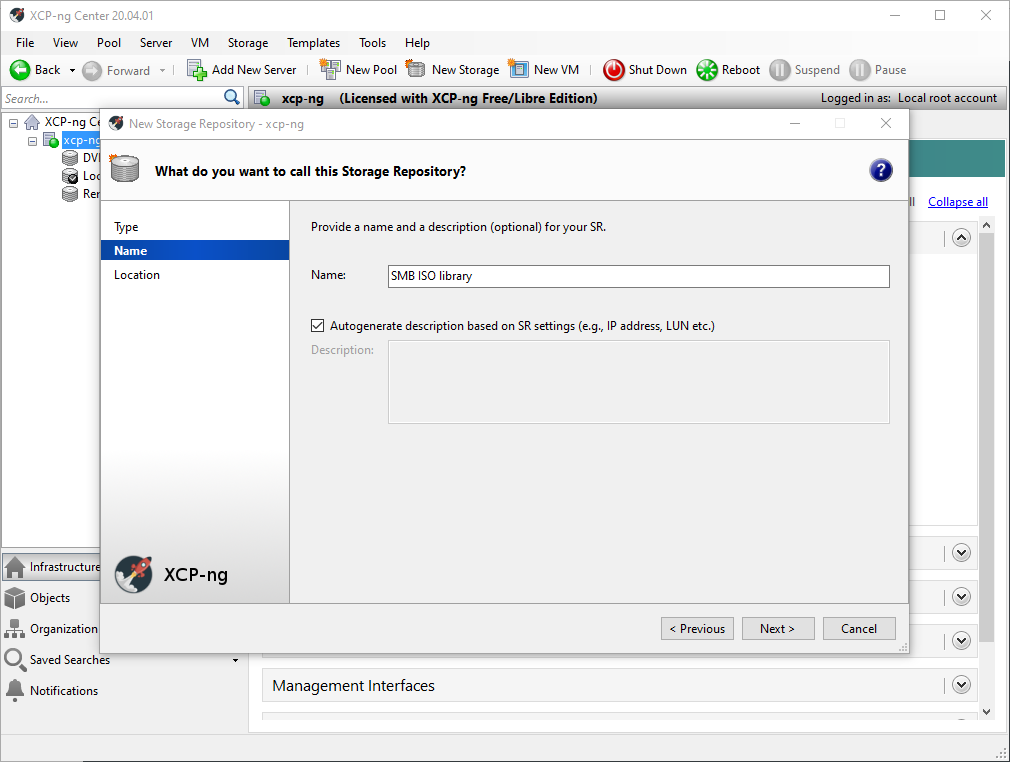 XCP-ng Center 20.04.01
File View Pool Server VM Storage Templates Tools Help
Back Forward Add New Server New Pool New Storage New VM Shut Down Reboot Suspend Pause
Search...
xcp-ng (Licensed with XCP-ng Free/Libre Edition) Logged in as: Local root account
XCP-ng Ce
xcp-ng
DV
Loc
Rer
Collapse all
New Storage Repository - xcp-ng
What do you want to call this Storage Repository?
?
Type
Name
Location
Provide a name and a description (optional) for your SR.
Name: SMB ISO library
Autogenerate description based on SR settings (e.g., IP address, LUN etc.)
Description:
XCP-ng
< Previous Next > Cancel
Infrastructure
Objects
Organization
Saved Searches
Notifications
Management Interfaces